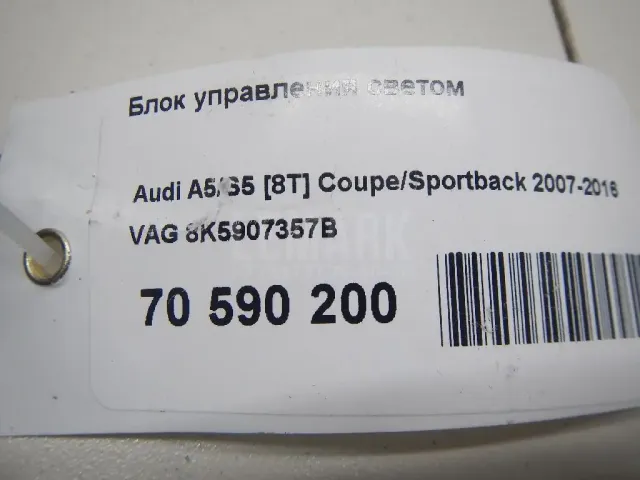 Блок управления светом
Audi A5/S5 [8T] Coupe/Sportback 2007-2016
VAG 8K5907357B
70 590 200